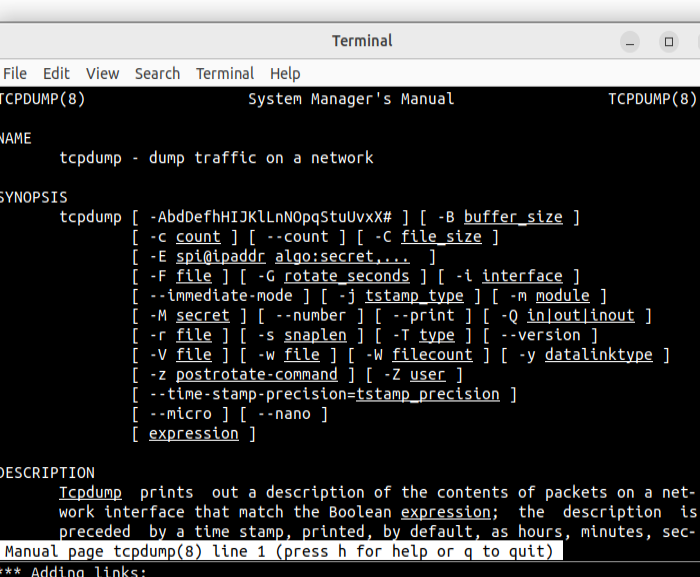 Terminal
File Edit View Search Terminal Help
TCPDUMP(8) System Manager's Manual TCPDUMP(8)
NAME
tcpdump - dump traffic on a network
SYNOPSIS
tcpdump [ -AbdDefhHIJKlLnNOpqStuUvxX# ] [ -B buffer_size ]
[ -c count ] [ --count ] [ -C file_size ]
[ -E spi@ipaddr algo:secret,... ]
[ -F file ] [ -G rotate_seconds ] [ -i interface ]
[ --immediate-mode ] [ -j tstamp_type ] [ -m module ]
[ -M secret ] [ --number ] [ --print ] [ -Q in|out|inout ]
[ -r file ] [ -s snaplen ] [ -T type ] [ --version ]
[ -V file ] [ -w file ] [ -W filecount ] [ -y datalinktype ]
[ -z postrotate-command ] [ -Z user ]
[ --time-stamp-precision=tstamp_precision ]
[ --micro ] [ --nano ]
[ expression ]
DESCRIPTION
Tcpdump prints out a description of the contents of packets on a net-
work interface that match the Boolean expression; the description is
preceded by a time stamp, printed, by default, as hours, minutes, sec-
Manual page tcpdump(8) line 1 (press h for help or q to quit)
*** Adding links: